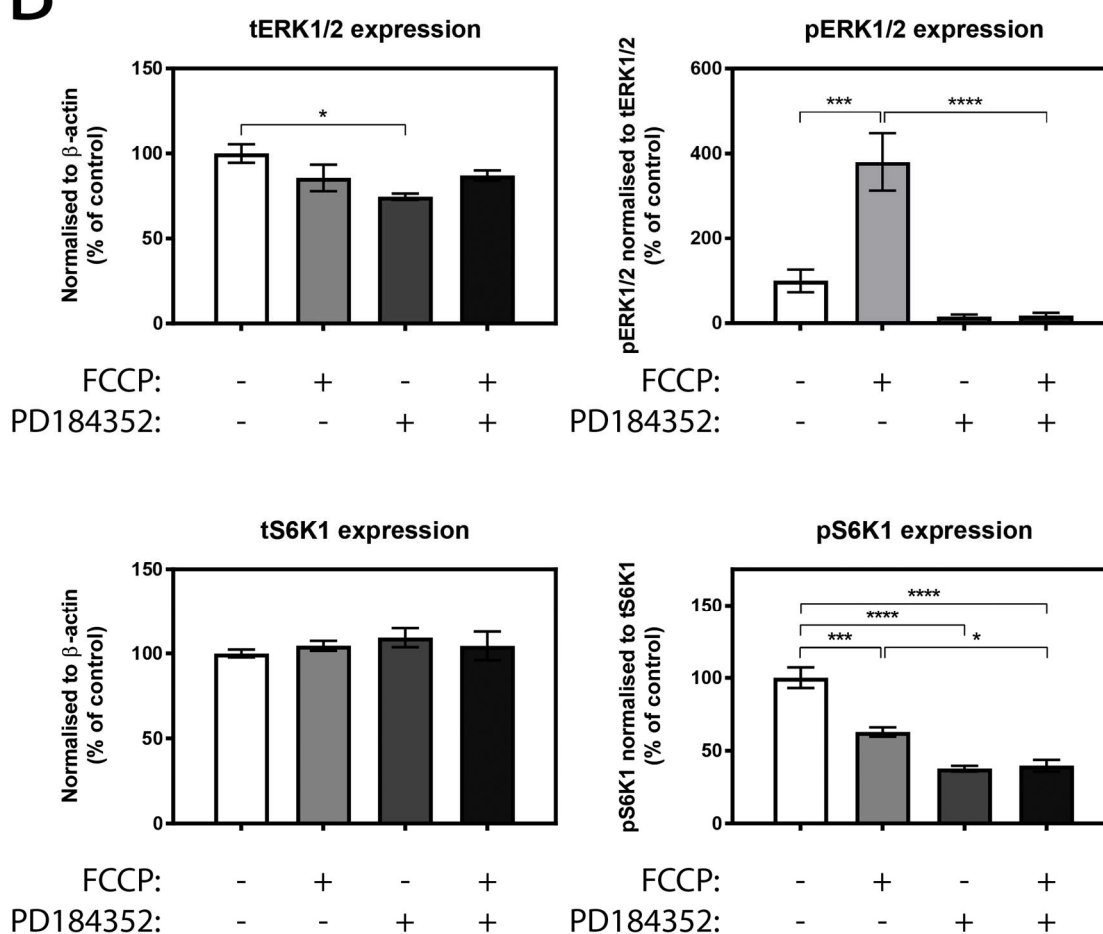 D
tERK1/2 expression
Normalised to β-actin
(% of control)
150
100
50
0
*
FCCP: - + - +
PD184352: - - + +
pERK1/2 expression
pERK1/2 normalised to tERK1/2
(% of control)
600
400
200
0
*** ****
FCCP: - + - +
PD184352: - - + +
tS6K1 expression
Normalised to β-actin
(% of control)
150
100
50
0
FCCP: - + - +
PD184352: - - + +
pS6K1 expression
pS6K1 normalised to tS6K1
(% of control)
150
100
50
0
****
****
*** *
FCCP: - + - +
PD184352: - - + +